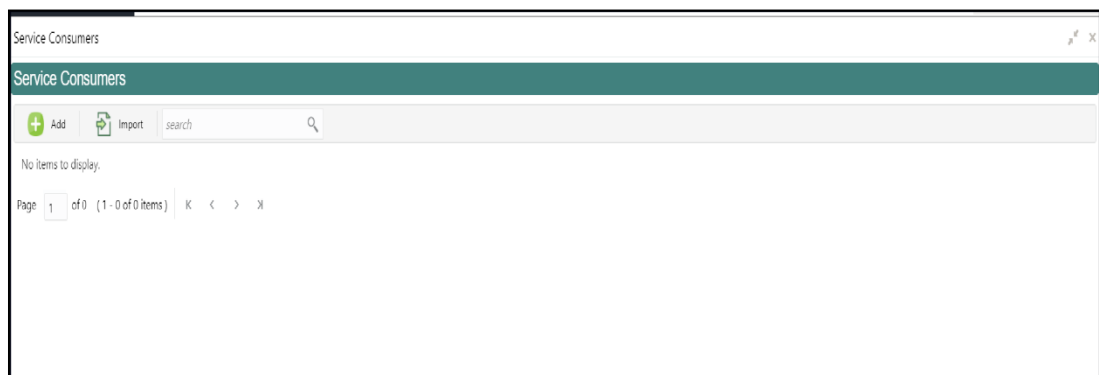 Service Consumers
Service Consumers
Add Import search
No items to display.
Page 1 of 0 (1 - 0 of 0 items)